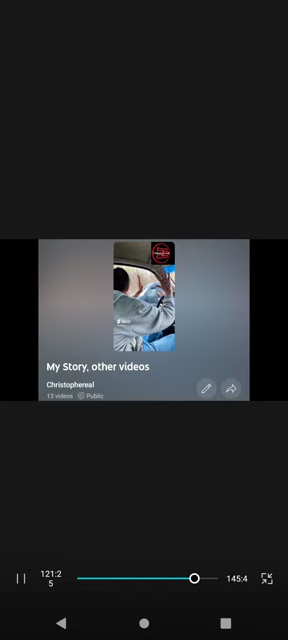 My Story, other videos
Christophereal
13 videos Public
121:2
5
145:4